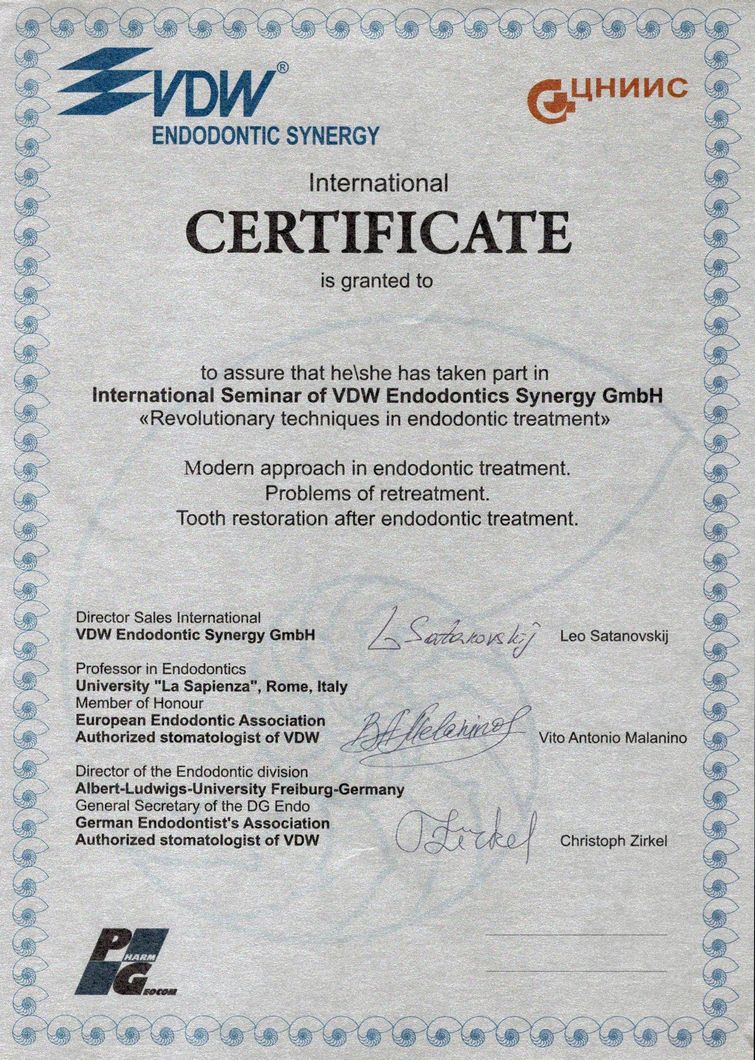 VDW®
ENDODONTIC SYNERGY
ЦНИИС
International
CERTIFICATE
is granted to
to assure that he\she has taken part in
International Seminar of VDW Endodontics Synergy GmbH
«Revolutionary techniques in endodontic treatment»
Modern approach in endodontic treatment.
Problems of retreatment.
Tooth restoration after endodontic treatment.
Director Sales International
VDW Endodontic Synergy GmbH
L Satanovskij
Leo Satanovskij
Professor in Endodontics
University "La Sapienza", Rome, Italy
Member of Honour
European Endodontic Association
Authorized stomatologist of VDW
Vito Antonio Malanino
Director of the Endodontic division
Albert-Ludwigs-University Freiburg-Germany
General Secretary of the DG Endo
German Endodontist's Association
Authorized stomatologist of VDW
Zirkel
Christoph Zirkel
PHARM
GEOCOM